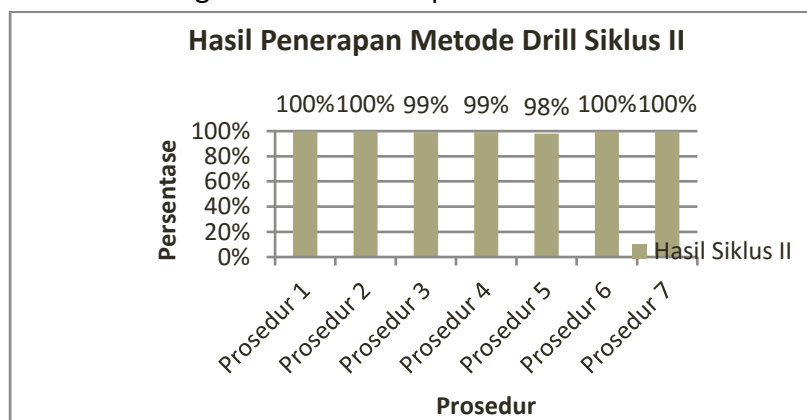 Hasil Penerapan Metode Drill Siklus II
100% 100% 99% 99% 98% 100% 100%
100%
80%
60%
40%
20%
0%
Persentase
Hasil Siklus II
Prosedur 1
Prosedur 2
Prosedur 3
Prosedur 4
Prosedur 5
Prosedur 6
Prosedur 7
Prosedur